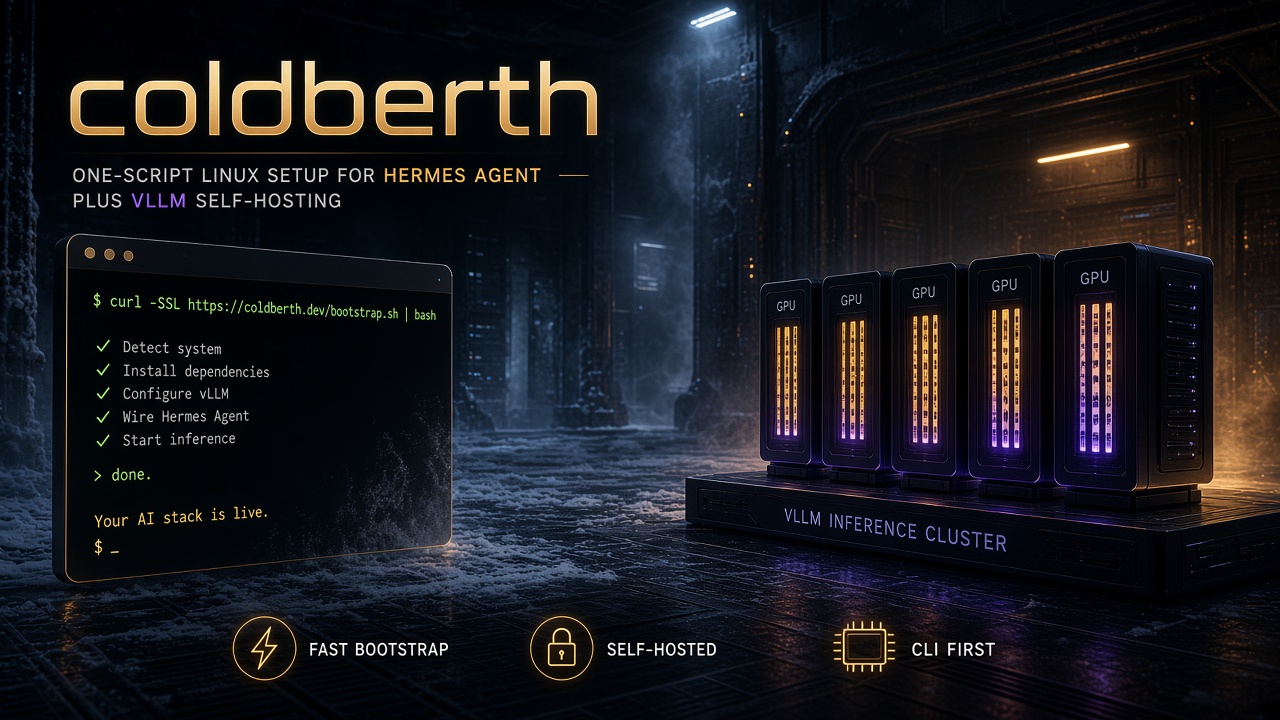 coldberth
ONE-SCRIPT LINUX SETUP FOR HERMES AGENT —
PLUS VLLM SELF-HOSTING
$ curl -SSL https://coldberth.dev/bootstrap.sh | bash
✓ Detect system
✓ Install dependencies
✓ Configure vLLM
✓ Wire Hermes Agent
✓ Start inference
> done.
Your AI stack is live.
$ _
GPU
GPU
GPU
GPU
GPU
VLLM INFERENCE CLUSTER
FAST BOOTSTRAP
SELF-HOSTED
CLI FIRST